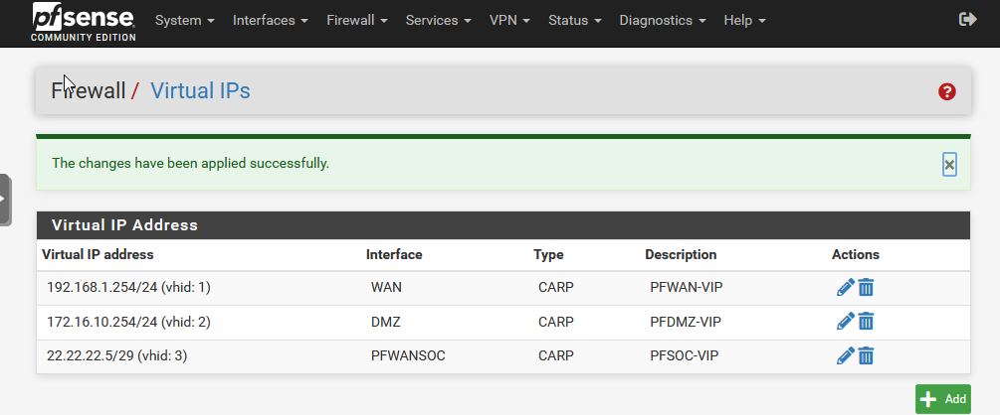 pfsense
COMMUNITY EDITION
System Interfaces Firewall Services VPN Status Diagnostics Help
Firewall / Virtual IPs
The changes have been applied successfully.
Virtual IP Address
Virtual IP address Interface Type Description Actions
192.168.1.254/24 (vhid: 1) WAN CARP PFWAN-VIP
172.16.10.254/24 (vhid: 2) DMZ CARP PFDMZ-VIP
22.22.22.5/29 (vhid: 3) PFWANSOC CARP PFSOC-VIP
Add